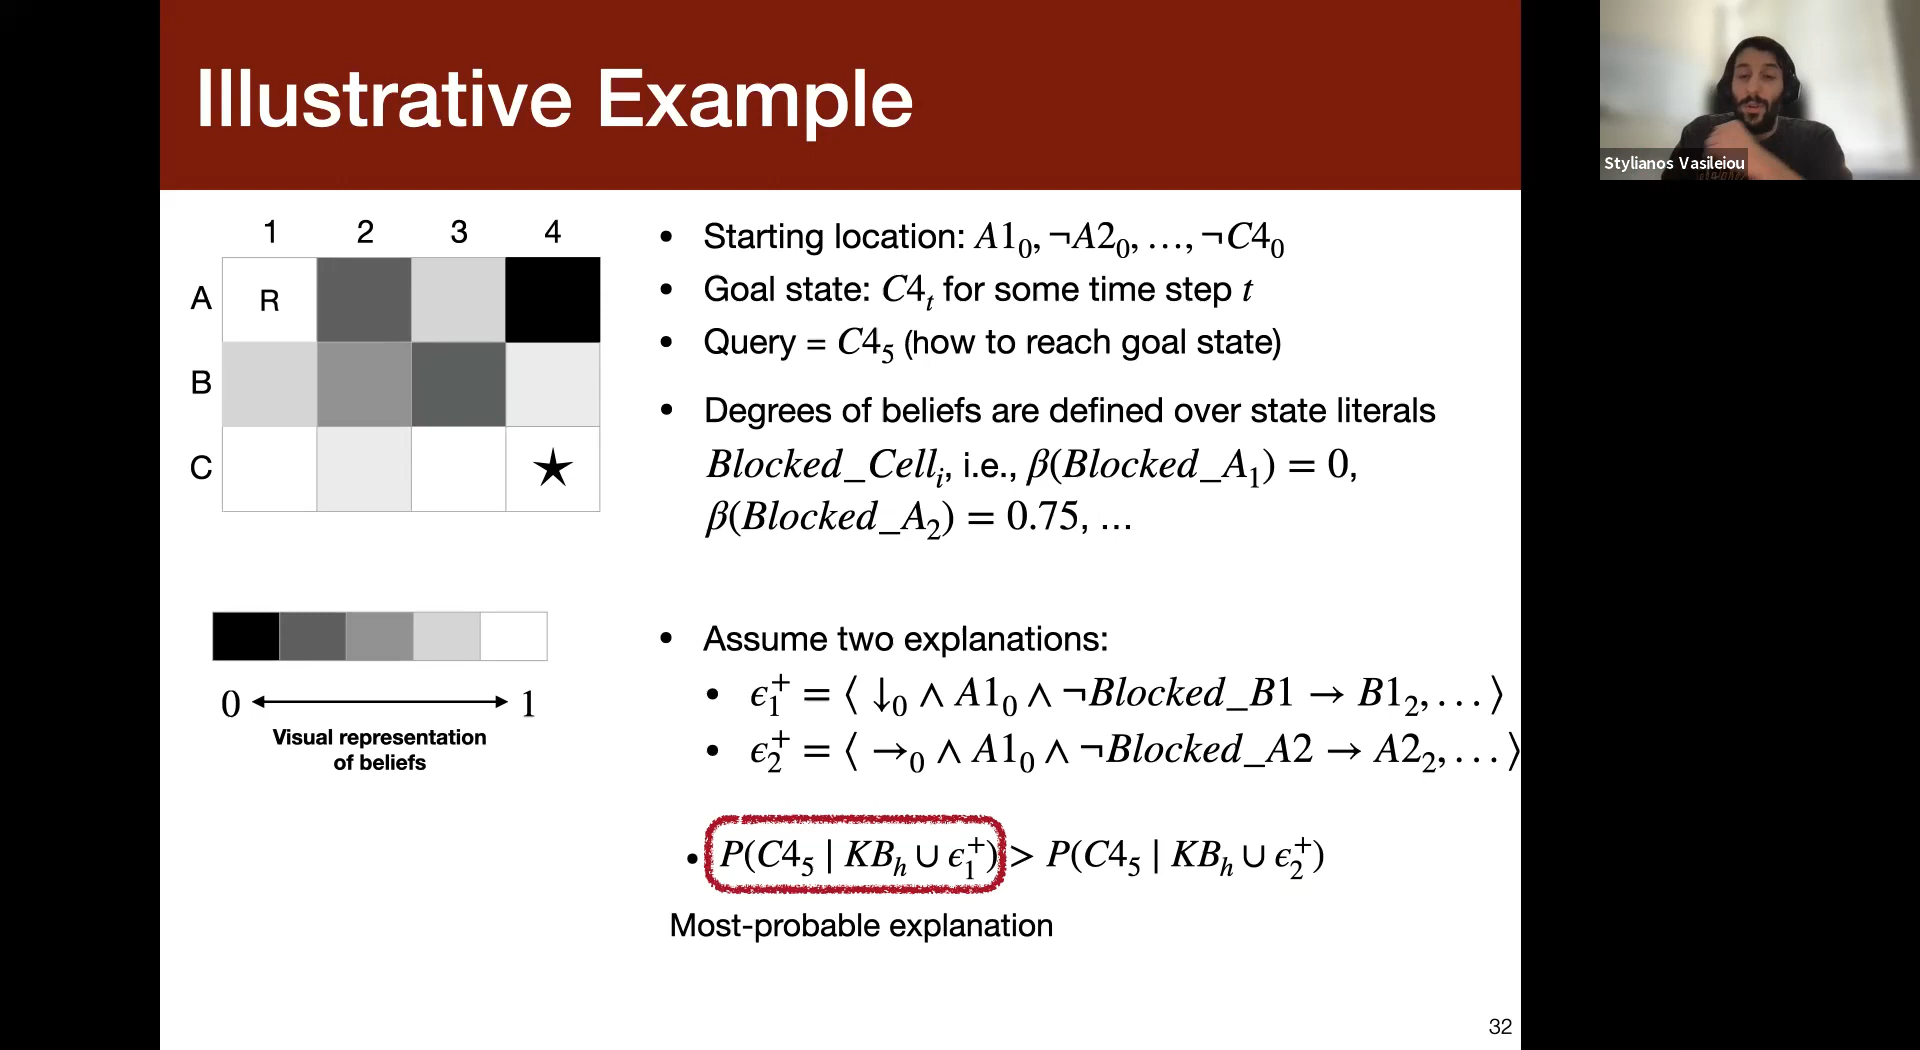 Illustrative Example
Stylianos Vasileiou
1 2 3 4
A R
B
C ★
0 1
Visual representation
of beliefs
• Starting location: A1₀, ¬A2₀, …, ¬C4₀
• Goal state: C4ₜ for some time step t
• Query = C4₅ (how to reach goal state)
• Degrees of beliefs are defined over state literals
Blocked_Cellᵢ, i.e., β(Blocked_A₁) = 0,
β(Blocked_A₂) = 0.75, …
• Assume two explanations:
• ϵ₁⁺ = ⟨ ↓₀ ∧ A1₀ ∧ ¬Blocked_B1 → B1₂, … ⟩
• ϵ₂⁺ = ⟨ →₀ ∧ A1₀ ∧ ¬Blocked_A2 → A2₂, … ⟩
• P(C4₅ | KBₕ ∪ ϵ₁⁺) > P(C4₅ | KBₕ ∪ ϵ₂⁺)
Most-probable explanation
32